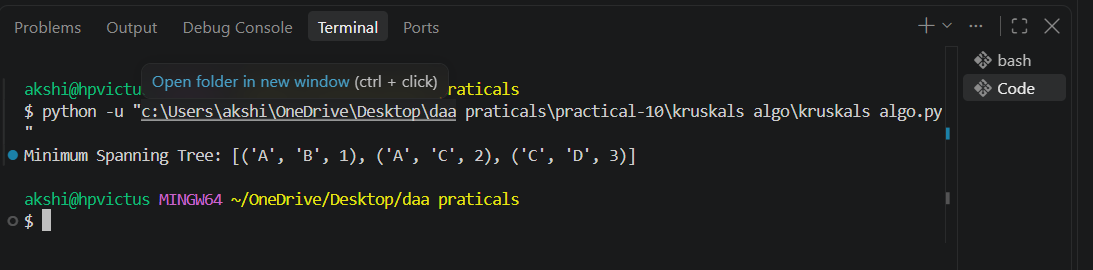 Problems Output Debug Console Terminal Ports
bash
Code
Open folder in new window (ctrl + click)
akshi@hpvictus praticals
$ python -u "c:\Users\akshi\OneDrive\Desktop\daa praticals\practical-10\kruskals algo\kruskals algo.py
"
Minimum Spanning Tree: [('A', 'B', 1), ('A', 'C', 2), ('C', 'D', 3)]
akshi@hpvictus MINGW64 ~/OneDrive/Desktop/daa praticals
$